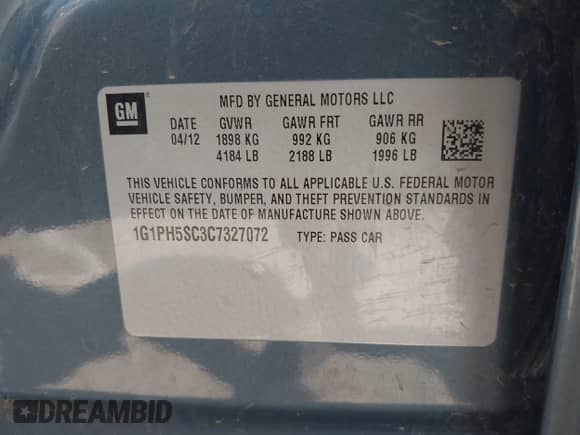 GM
MFD BY GENERAL MOTORS LLC
DATE GVWR GAWR FRT GAWR RR
04/12 1898 KG 992 KG 906 KG
4184 LB 2188 LB 1996 LB
THIS VEHICLE CONFORMS TO ALL APPLICABLE U.S. FEDERAL MOTOR
VEHICLE SAFETY, BUMPER, AND THEFT PREVENTION STANDARDS IN
EFFECT ON THE DATE OF MANUFACTURE SHOWN ABOVE.
1G1PH5SC3C7327072 TYPE: PASS CAR
DREAMBID